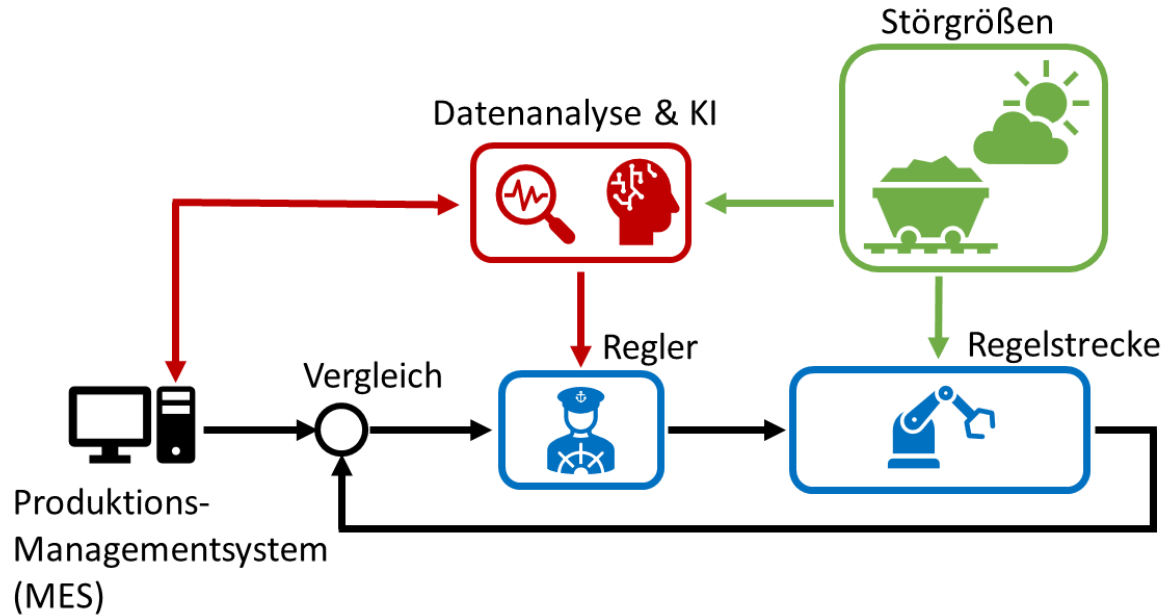 Störgrößen
Datenanalyse & KI
Regler
Regelstrecke
Vergleich
Produktions-
Managementsystem
(MES)